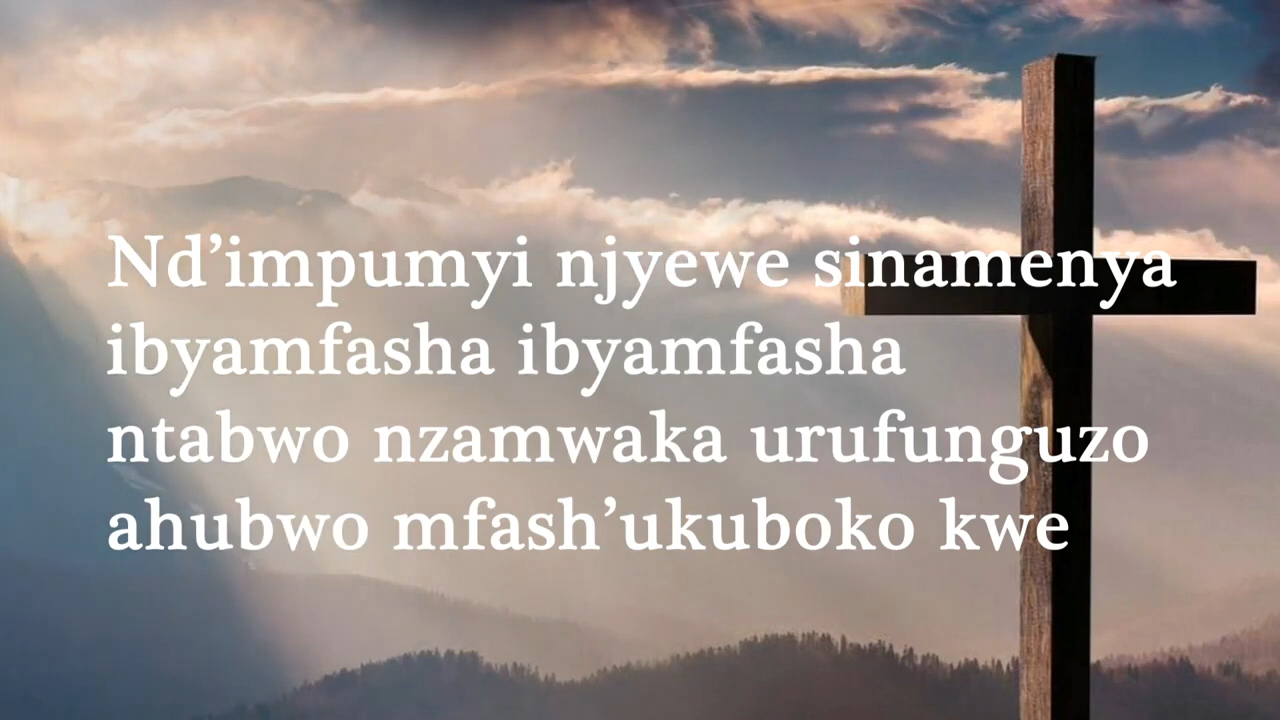 Nd’impumyi njyewe sinamenya
ibyamfasha ibyamfasha
ntabwo nzamwaka urufunguzo
ahubwo mfash’ukuboko kwe